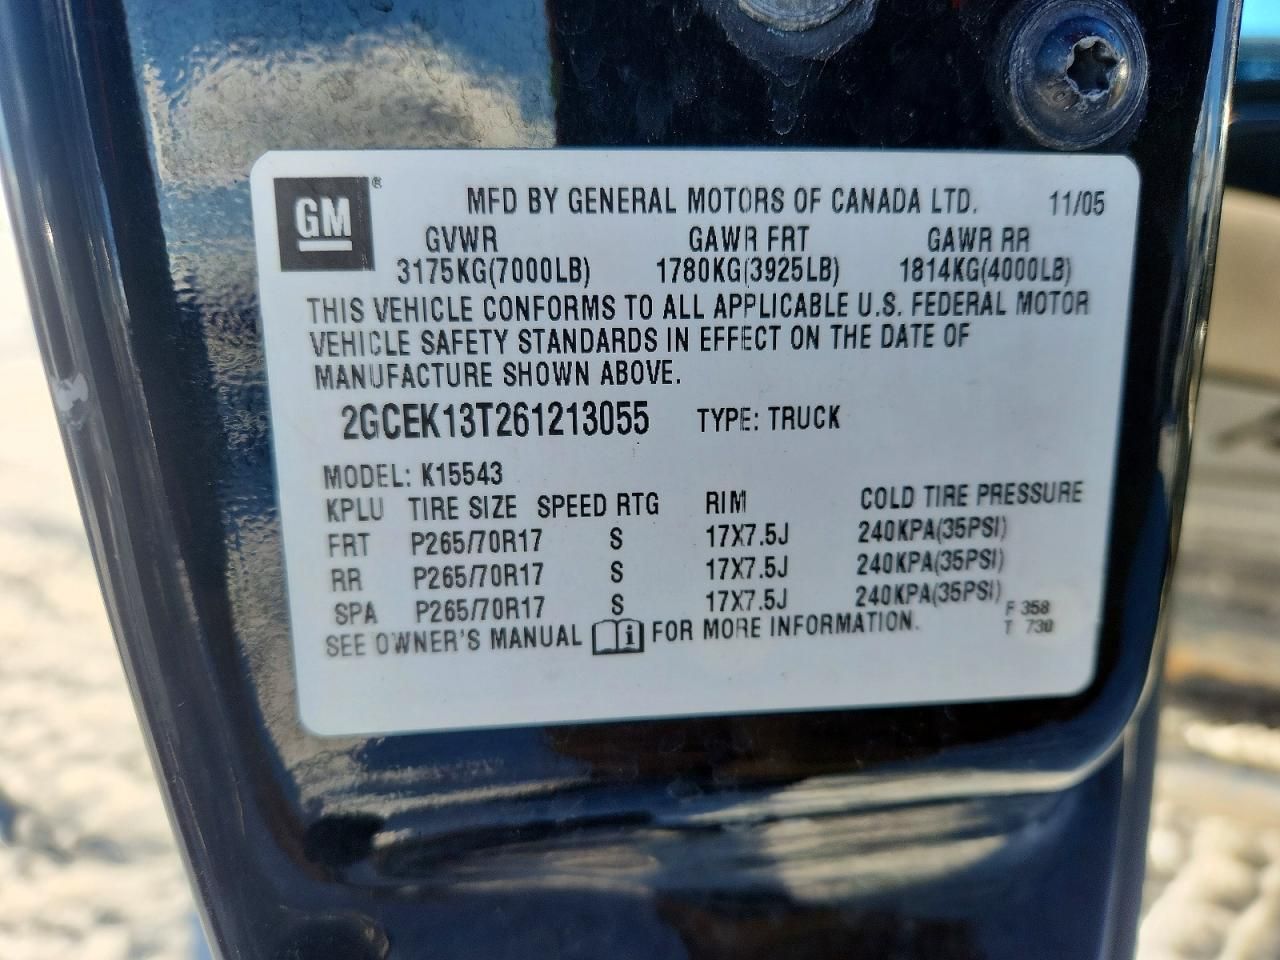 GM ® MFD BY GENERAL MOTORS OF CANADA LTD. 11/05
GVWR GAWR FRT GAWR RR
3175KG(7000LB) 1780KG(3925LB) 1814KG(4000LB)
THIS VEHICLE CONFORMS TO ALL APPLICABLE U.S. FEDERAL MOTOR
VEHICLE SAFETY STANDARDS IN EFFECT ON THE DATE OF
MANUFACTURE SHOWN ABOVE.
2GCEK13T261213055 TYPE: TRUCK
MODEL: K15543
KPLU TIRE SIZE SPEED RTG RIM COLD TIRE PRESSURE
FRT P265/70R17 S 17X7.5J 240KPA(35PSI)
RR P265/70R17 S 17X7.5J 240KPA(35PSI)
SPA P265/70R17 S 17X7.5J 240KPA(35PSI)
SEE OWNER'S MANUAL i FOR MORE INFORMATION.
F 358
T 730